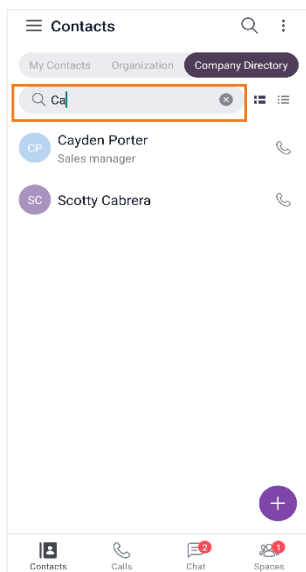 Contacts
My Contacts Organization Company Directory
Ca
CP Cayden Porter
Sales manager
SC Scotty Cabrera
2 1
Contacts Calls Chat Spaces